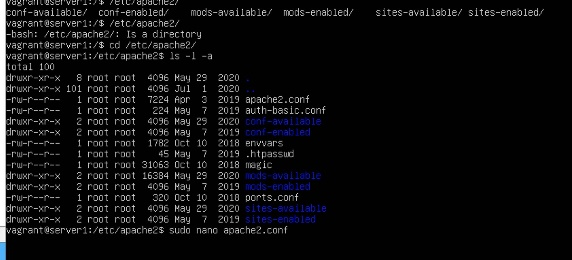 vagrant@server1:/$ /etc/apache2/
conf-available/ conf-enabled/ mods-available/ mods-enabled/ sites-available/ sites-enabled/
vagrant@server1:/$ /etc/apache2/
-bash: /etc/apache2/: Is a directory
vagrant@server1:/$ cd /etc/apache2/
vagrant@server1:/etc/apache2$ ls -l -a
total 100
drwxr-xr-x 8 root root 4096 May 29 2020 .
drwxr-xr-x 101 root root 4096 Jul 1 2020 ..
-rw-r--r-- 1 root root 7224 Apr 3 2019 apache2.conf
-rw-r--r-- 1 root root 224 May 7 2019 auth-basic.conf
drwxr-xr-x 2 root root 4096 May 29 2020 conf-available
drwxr-xr-x 2 root root 4096 May 7 2019 conf-enabled
-rw-r--r-- 1 root root 1782 Oct 10 2018 envvars
-rw-r--r-- 1 root root 45 May 7 2019 .htpasswd
-rw-r--r-- 1 root root 31063 Oct 10 2018 magic
drwxr-xr-x 2 root root 16384 May 29 2020 mods-available
drwxr-xr-x 2 root root 4096 May 7 2019 mods-enabled
-rw-r--r-- 1 root root 320 Oct 10 2018 ports.conf
drwxr-xr-x 2 root root 4096 May 29 2020 sites-available
drwxr-xr-x 2 root root 4096 May 7 2019 sites-enabled
vagrant@server1:/etc/apache2$ sudo nano apache2.conf